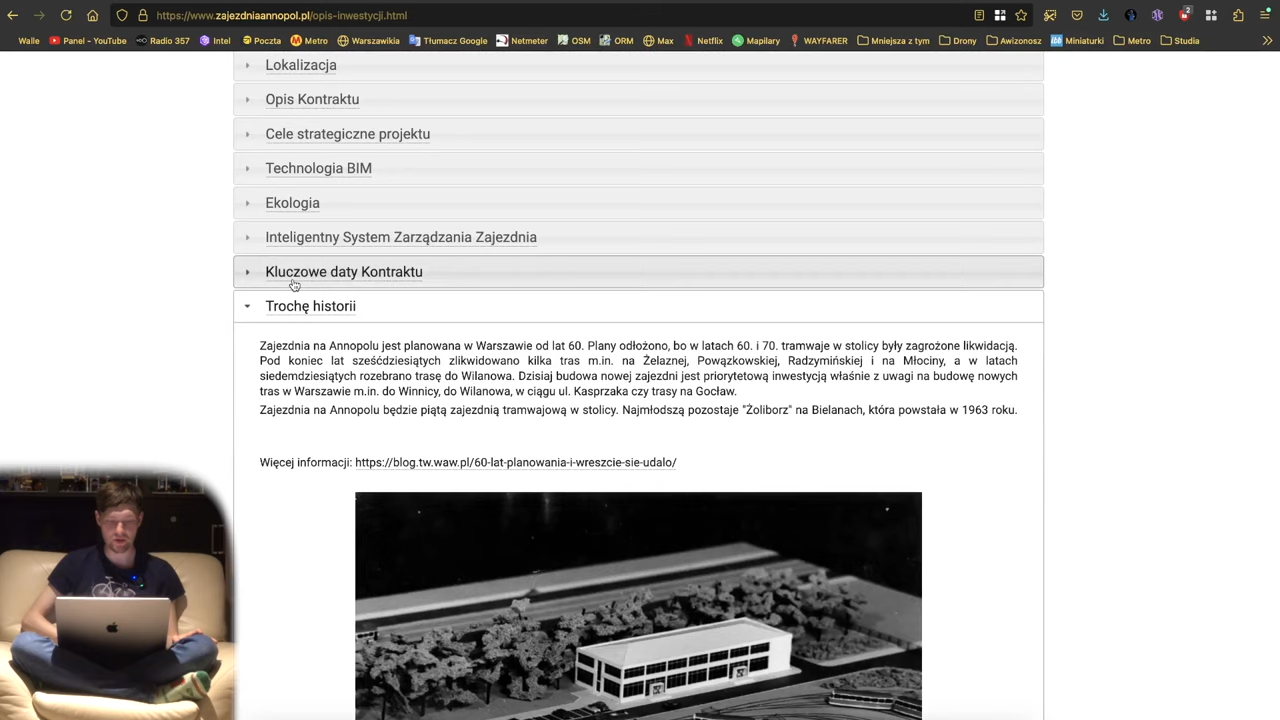 https://www.zajezdniaannopol.pl/opis-inwestycji.html
2
Walle Panel - YouTube Radio 357 Intel Poczta Metro Warszawikia Tłumacz Google Netmeter OSM ORM Max Netflix Mapilary WAYFARER Mniejsza z tym Drony Awizonosz Miniaturki Metro Studia
Lokalizacja
Opis Kontraktu
Cele strategiczne projektu
Technologia BIM
Ekologia
Inteligentny System Zarządzania Zajezdnia
Kluczowe daty Kontraktu
Trochę historii
Zajezdnia na Annopolu jest planowana w Warszawie od lat 60. Plany odłożono, bo w latach 60. i 70. tramwaje w stolicy były zagrożone likwidacją.
Pod koniec lat sześćdziesiątych zlikwidowano kilka tras m.in. na Żelaznej, Powązkowskiej, Radzymińskiej i na Młociny, a w latach
siedemdziesiątych rozebrano trasę do Wilanowa. Dzisiaj budowa nowej zajezdni jest priorytetową inwestycją właśnie z uwagi na budowę nowych
tras w Warszawie m.in. do Winnicy, do Wilanowa, w ciągu ul. Kasprzaka czy trasy na Gocław.
Zajezdnia na Annopolu będzie piątą zajezdnią tramwajową w stolicy. Najmłodszą pozostaje "Żoliborz" na Bielanach, która powstała w 1963 roku.
Więcej informacji: https://blog.tw.waw.pl/60-lat-planowania-i-wreszcie-sie-udalo/